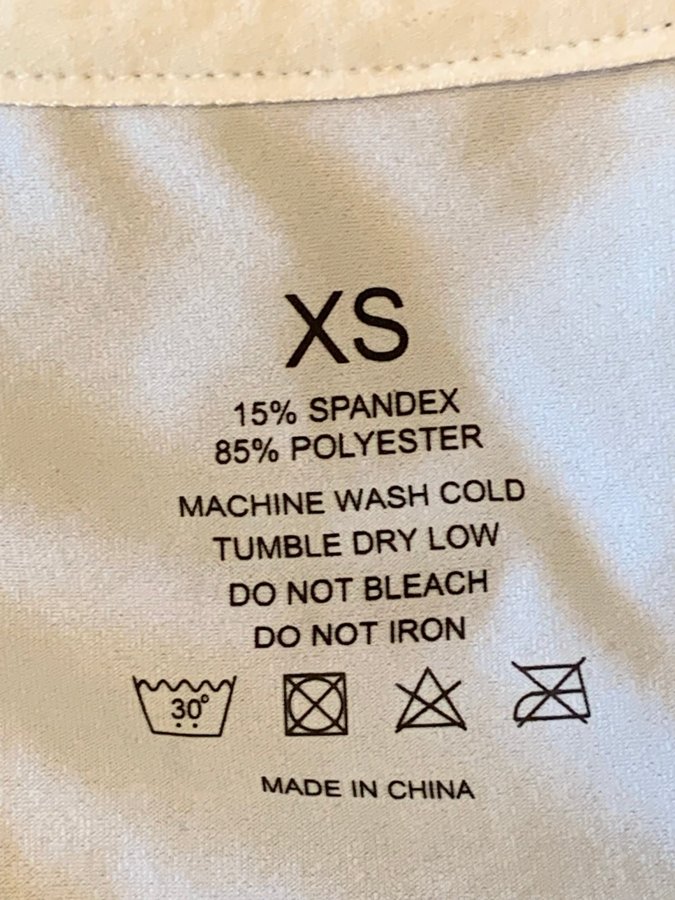 XS
15% SPANDEX
85% POLYESTER
MACHINE WASH COLD
TUMBLE DRY LOW
DO NOT BLEACH
DO NOT IRON
30°
MADE IN CHINA